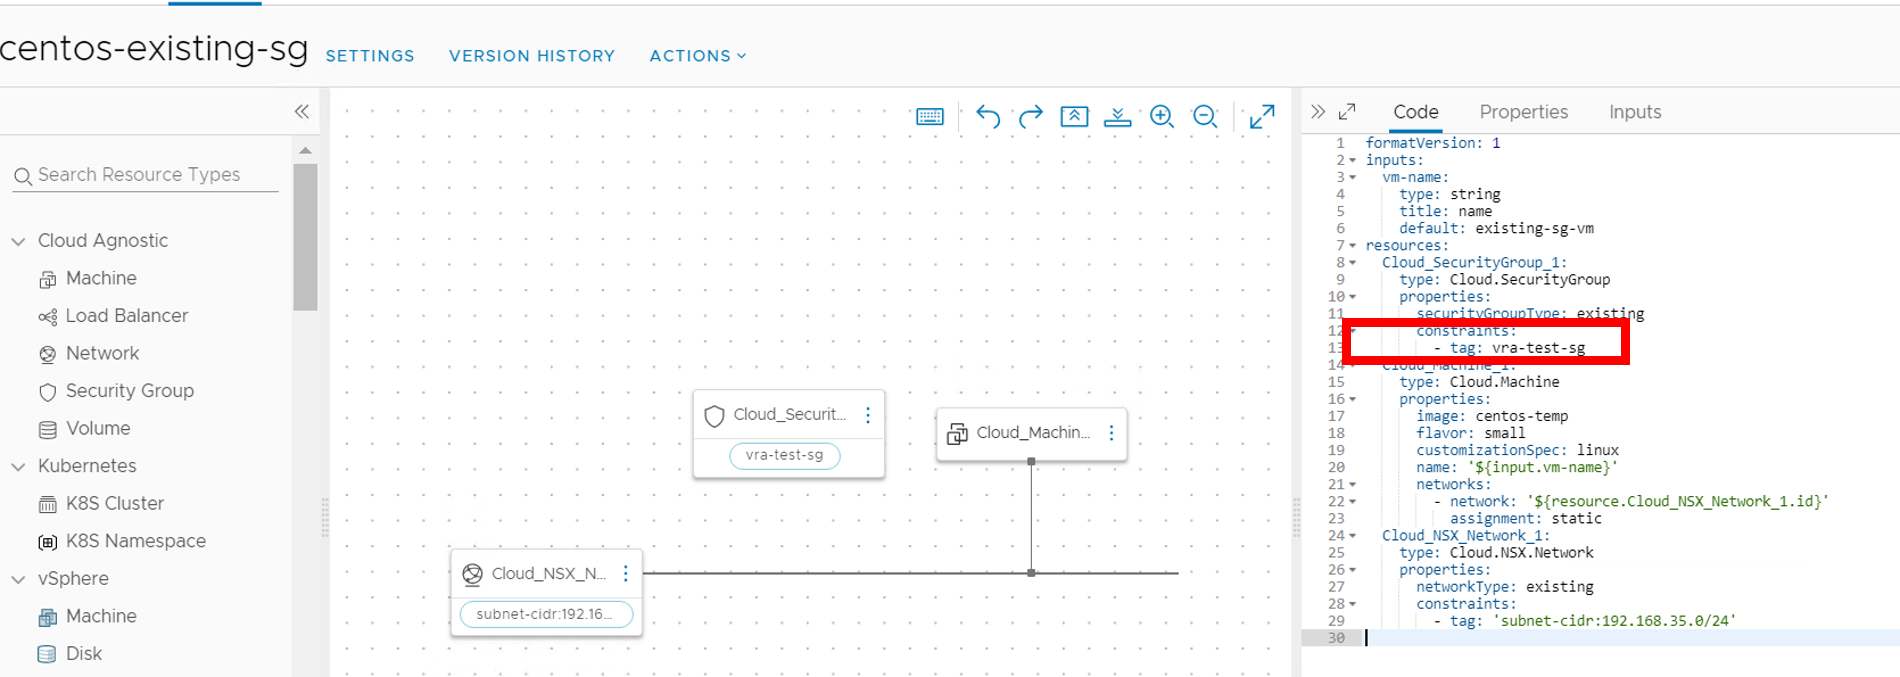 centos-existing-sg SETTINGS VERSION HISTORY ACTIONS
Search Resource Types
Cloud Agnostic
Machine
Load Balancer
Network
Security Group
Volume
Kubernetes
K8S Cluster
K8S Namespace
vSphere
Machine
Disk
Cloud_Securit...
vra-test-sg
Cloud_Machin...
Cloud_NSX_N...
subnet-cidr:192.16...
Code Properties Inputs
1 formatVersion: 1
2 inputs:
3 vm-name:
4 type: string
5 title: name
6 default: existing-sg-vm
7 resources:
8 Cloud_SecurityGroup_1:
9 type: Cloud.SecurityGroup
10 properties:
11 securityGroupType: existing
12 constraints:
13 - tag: vra-test-sg
14 Cloud_Machine_1:
15 type: Cloud.Machine
16 properties:
17 image: centos-temp
18 flavor: small
19 customizationSpec: linux
20 name: '${input.vm-name}'
21 networks:
22 - network: '${resource.Cloud_NSX_Network_1.id}'
23 assignment: static
24 Cloud_NSX_Network_1:
25 type: Cloud.NSX.Network
26 properties:
27 networkType: existing
28 constraints:
29 - tag: 'subnet-cidr:192.168.35.0/24'
30